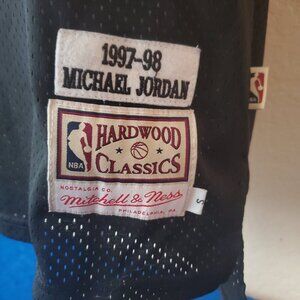 1997-98
MICHAEL JORDAN
HARDWOOD
NBA
CLASSICS
NOSTALGIA CO.
Mitchell & Ness
PHILADELPHIA, PA.
S